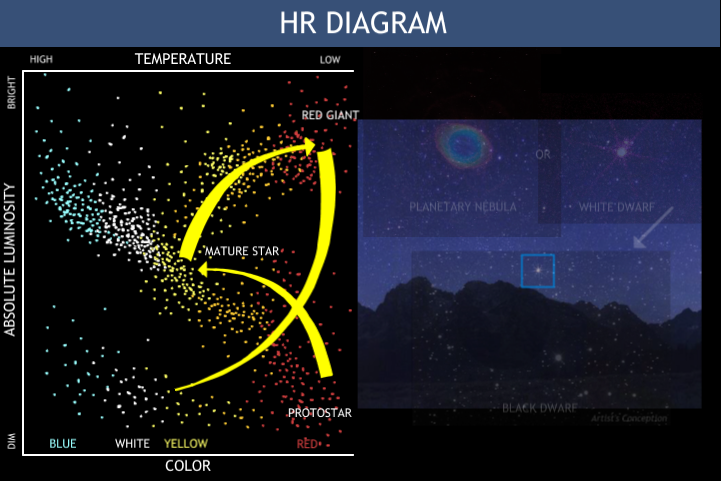 HR DIAGRAM
HIGH
TEMPERATURE
LOW
BRIGHT
ABSOLUTE LUMINOSITY
DIM
RED GIANT
MATURE STAR
PROTOSTAR
BLUE
WHITE
YELLOW
RED
COLOR
OR
PLANETARY NEBULA
WHITE DWARF
BLACK DWARF
Artist's Conception